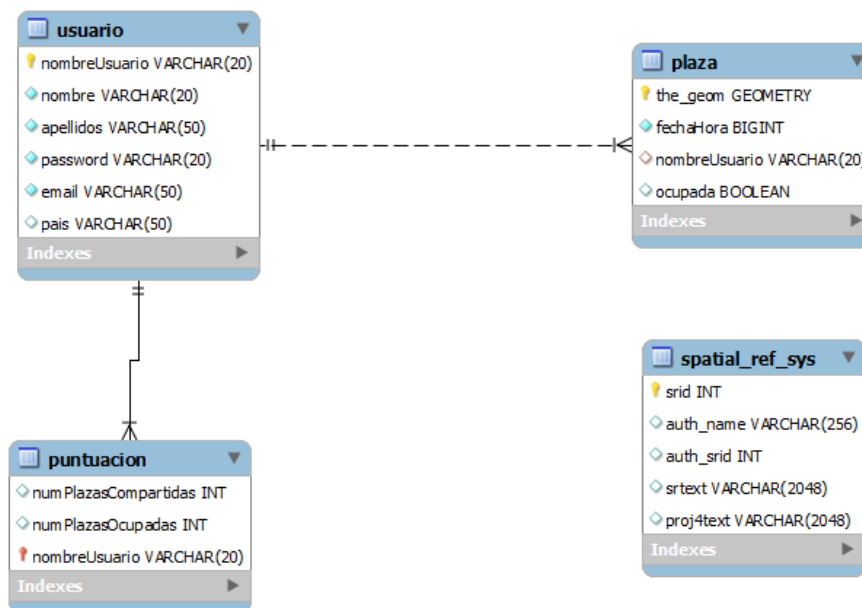 usuario
nombreUsuario VARCHAR(20)
nombre VARCHAR(20)
apellidos VARCHAR(50)
password VARCHAR(20)
email VARCHAR(50)
pais VARCHAR(50)
Indexes
plaza
the_geom GEOMETRY
fechaHora BIGINT
nombreUsuario VARCHAR(20)
ocupada BOOLEAN
Indexes
puntuacion
numPlazasCompartidas INT
numPlazasOcupadas INT
nombreUsuario VARCHAR(20)
Indexes
spatial_ref_sys
srid INT
auth_name VARCHAR(256)
auth_srid INT
srtext VARCHAR(2048)
proj4text VARCHAR(2048)
Indexes